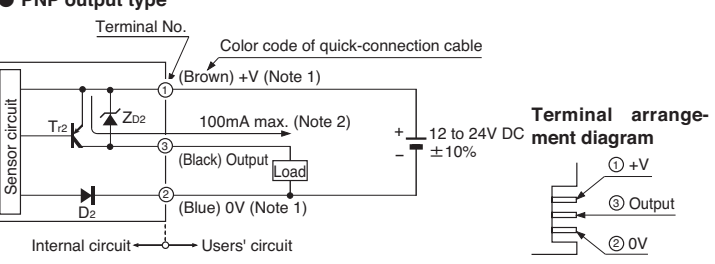 ● PNP output type
Terminal No.
Color code of quick-connection cable
(Brown) +V (Note 1)
①
Sensor circuit
Tr2
ZD2
100mA max. (Note 2)
③
(Black) Output
Load
+
−
12 to 24V DC
±10%
②
D2
(Blue) 0V (Note 1)
Internal circuit
Users' circuit
Terminal arrange-
ment diagram
① +V
③ Output
② 0V